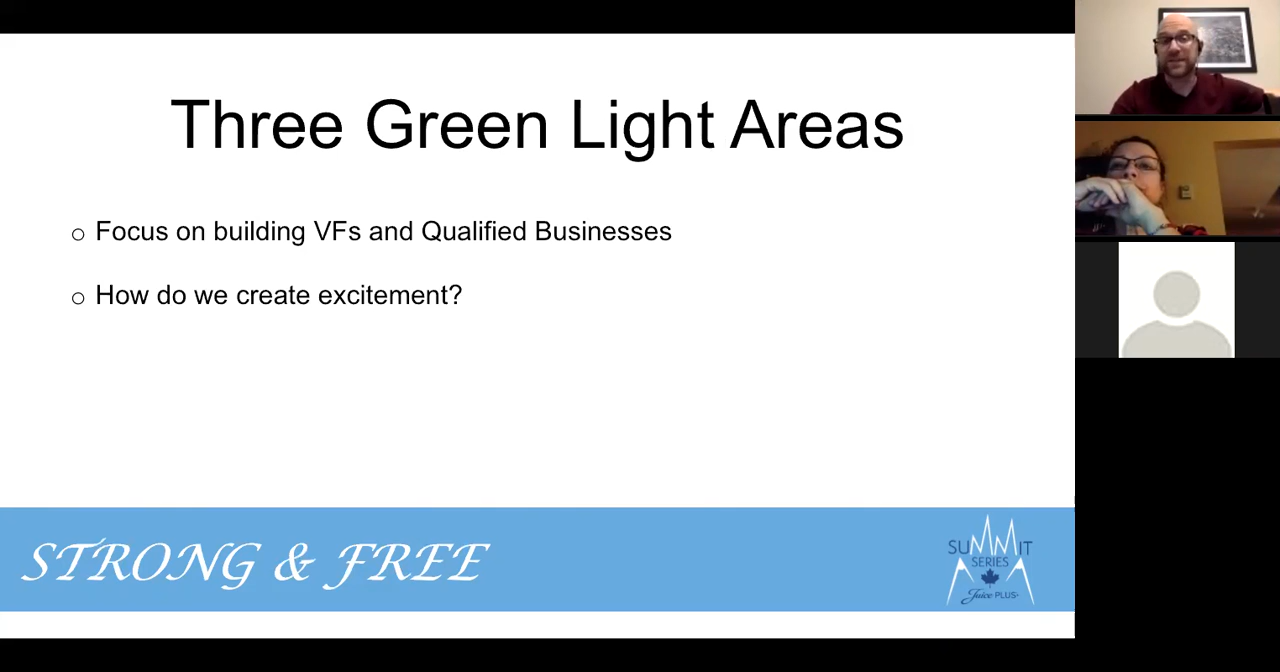 Three Green Light Areas
Focus on building VFs and Qualified Businesses
How do we create excitement?
STRONG & FREE
SUMMIT
SERIES
Juice PLUS+